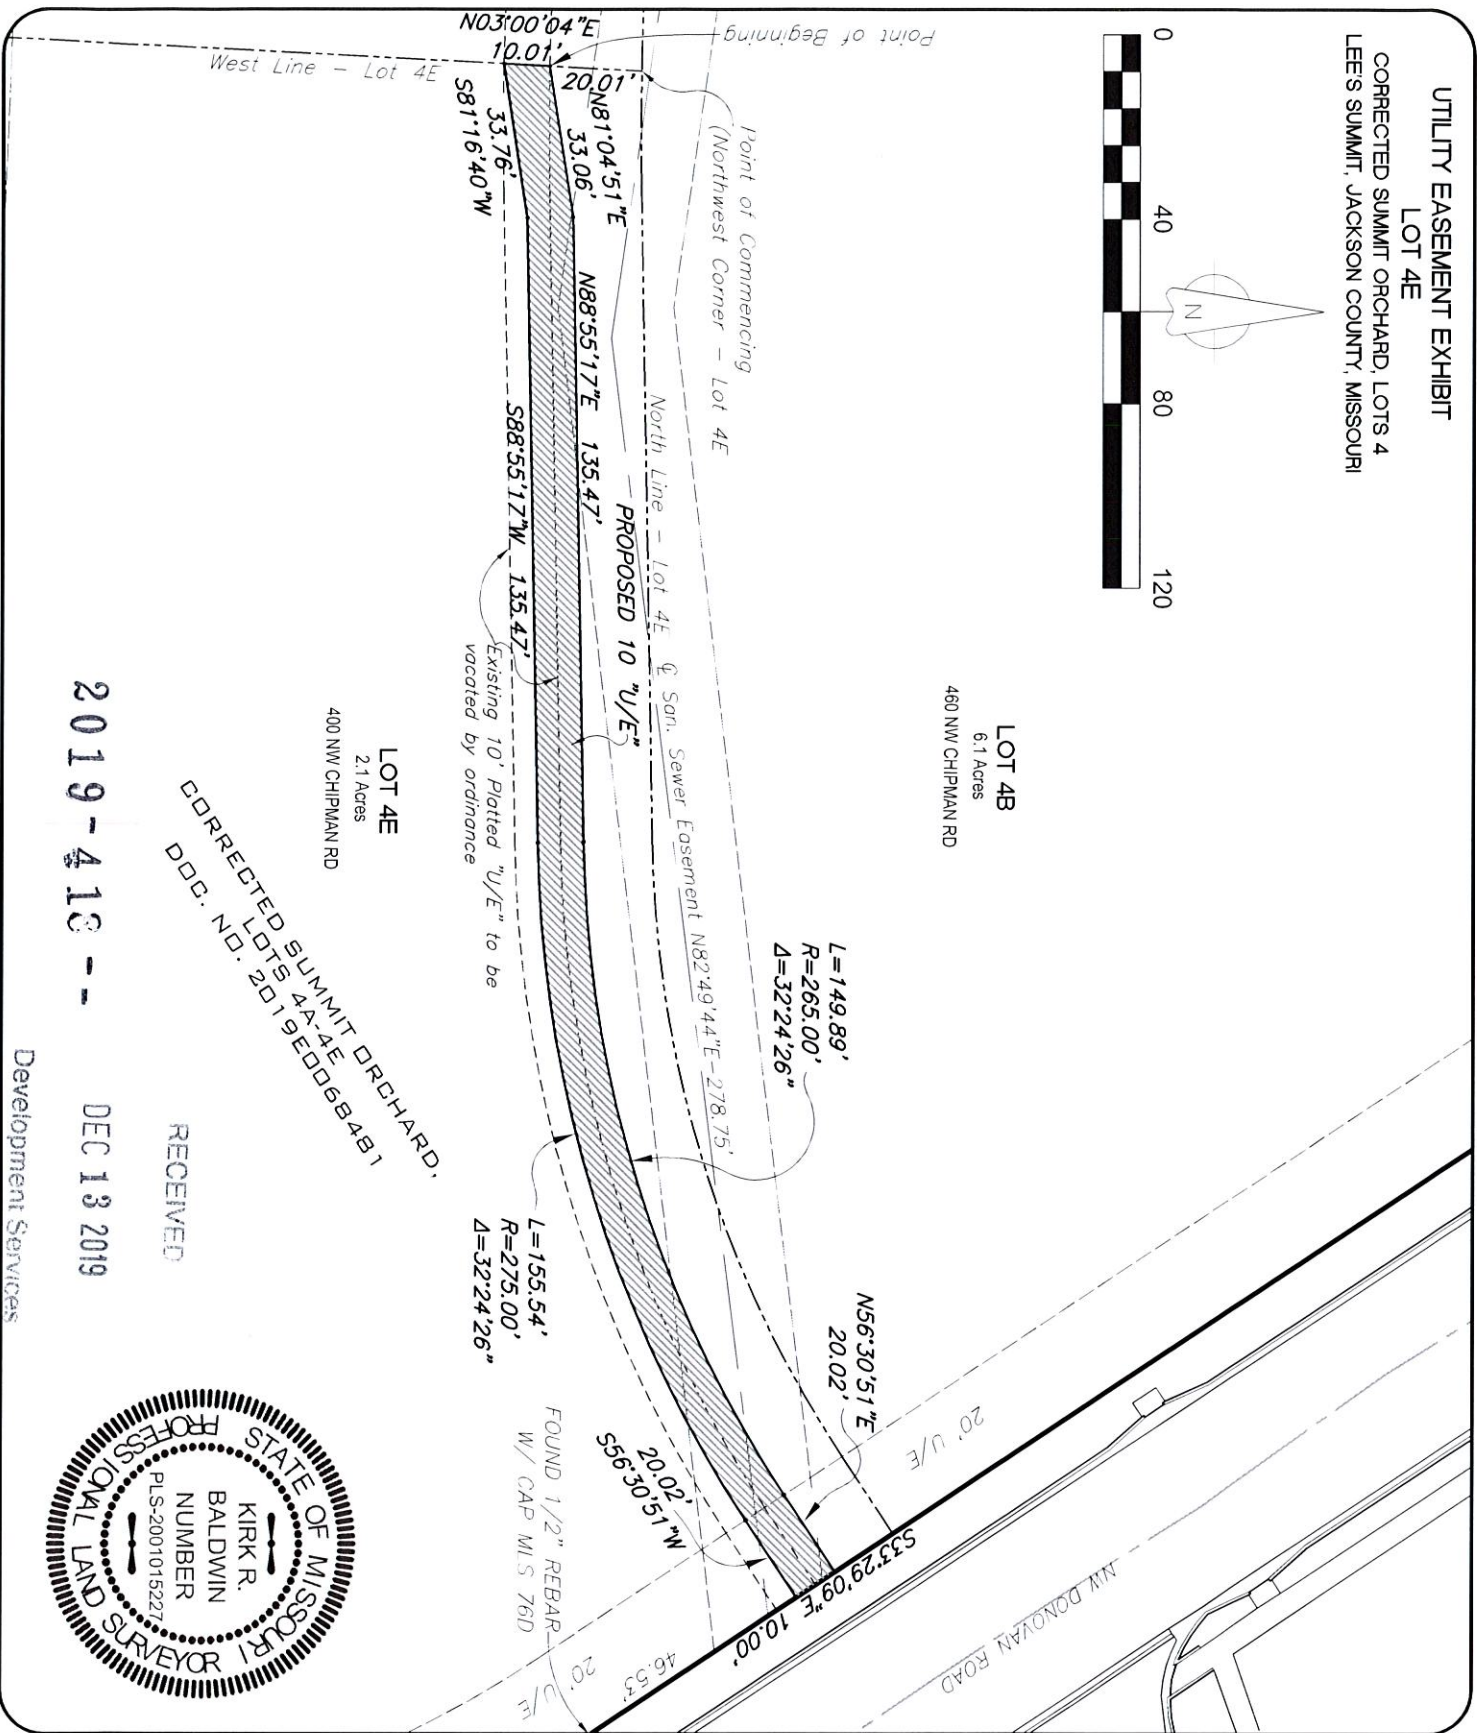 UTILITY EASEMENT EXHIBIT
LOT 4E
CORRECTED SUMMIT ORCHARD, LOTS 4
LEE'S SUMMIT, JACKSON COUNTY, MISSOURI
0 40 80 120
N
LOT 4B
6.1 Acres
460 NW CHIPMAN RD
Point of Beginning
Point of Commencing
(Northwest Corner - Lot 4E
N03°00'04"E
10.01'
20.01'
West Line - Lot 4E
N81°04'51"E
33.06'
33.76'
S81°16'40"W
North Line - Lot 4E
℄ San. Sewer Easement N82°49'44"E-278.75'
N88°55'17"E 135.47'
PROPOSED 10 "U/E"
S88°55'17"W 135.47'
Existing 10' Platted "U/E" to be
vacated by ordinance
L=149.89'
R=265.00'
Δ=32°24'26"
L=155.54'
R=275.00'
Δ=32°24'26"
N56°30'51"E
20.02'
20.02'
S56°30'51"W
S33°29'09"E 10.00'
46.53'
20' U/E
20' U/E
NW DONOVAN ROAD
FOUND 1/2" REBAR
W/ CAP MLS 76D
LOT 4E
2.1 Acres
400 NW CHIPMAN RD
CORRECTED SUMMIT ORCHARD,
LOTS 4A-4E
DOC. NO. 2019E0068481
2019-418--
RECEIVED
DEC 13 2019
Development Services
STATE OF MISSOURI
KIRK R.
BALDWIN
NUMBER
PLS-2001015227
PROFESSIONAL LAND SURVEYOR